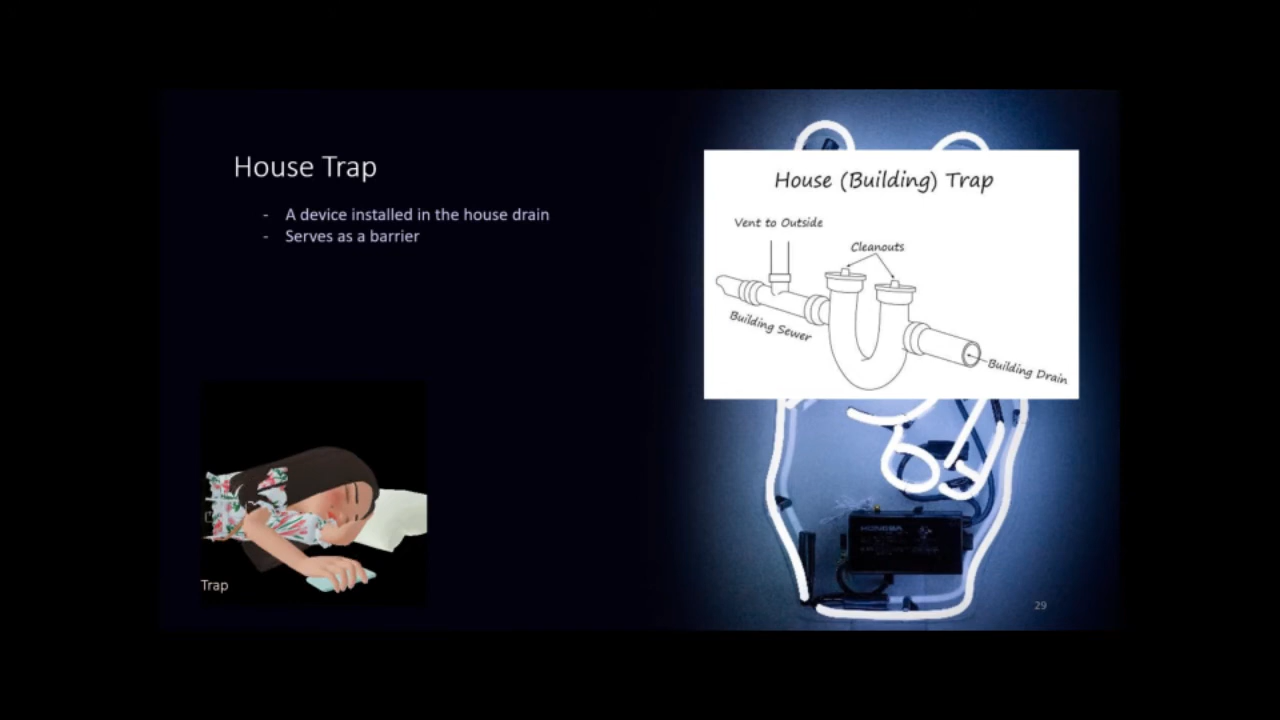 House Trap
- A device installed in the house drain
- Serves as a barrier
House (Building) Trap
Vent to Outside
Cleanouts
Building Sewer
Building Drain
HONGBA
Trap
29